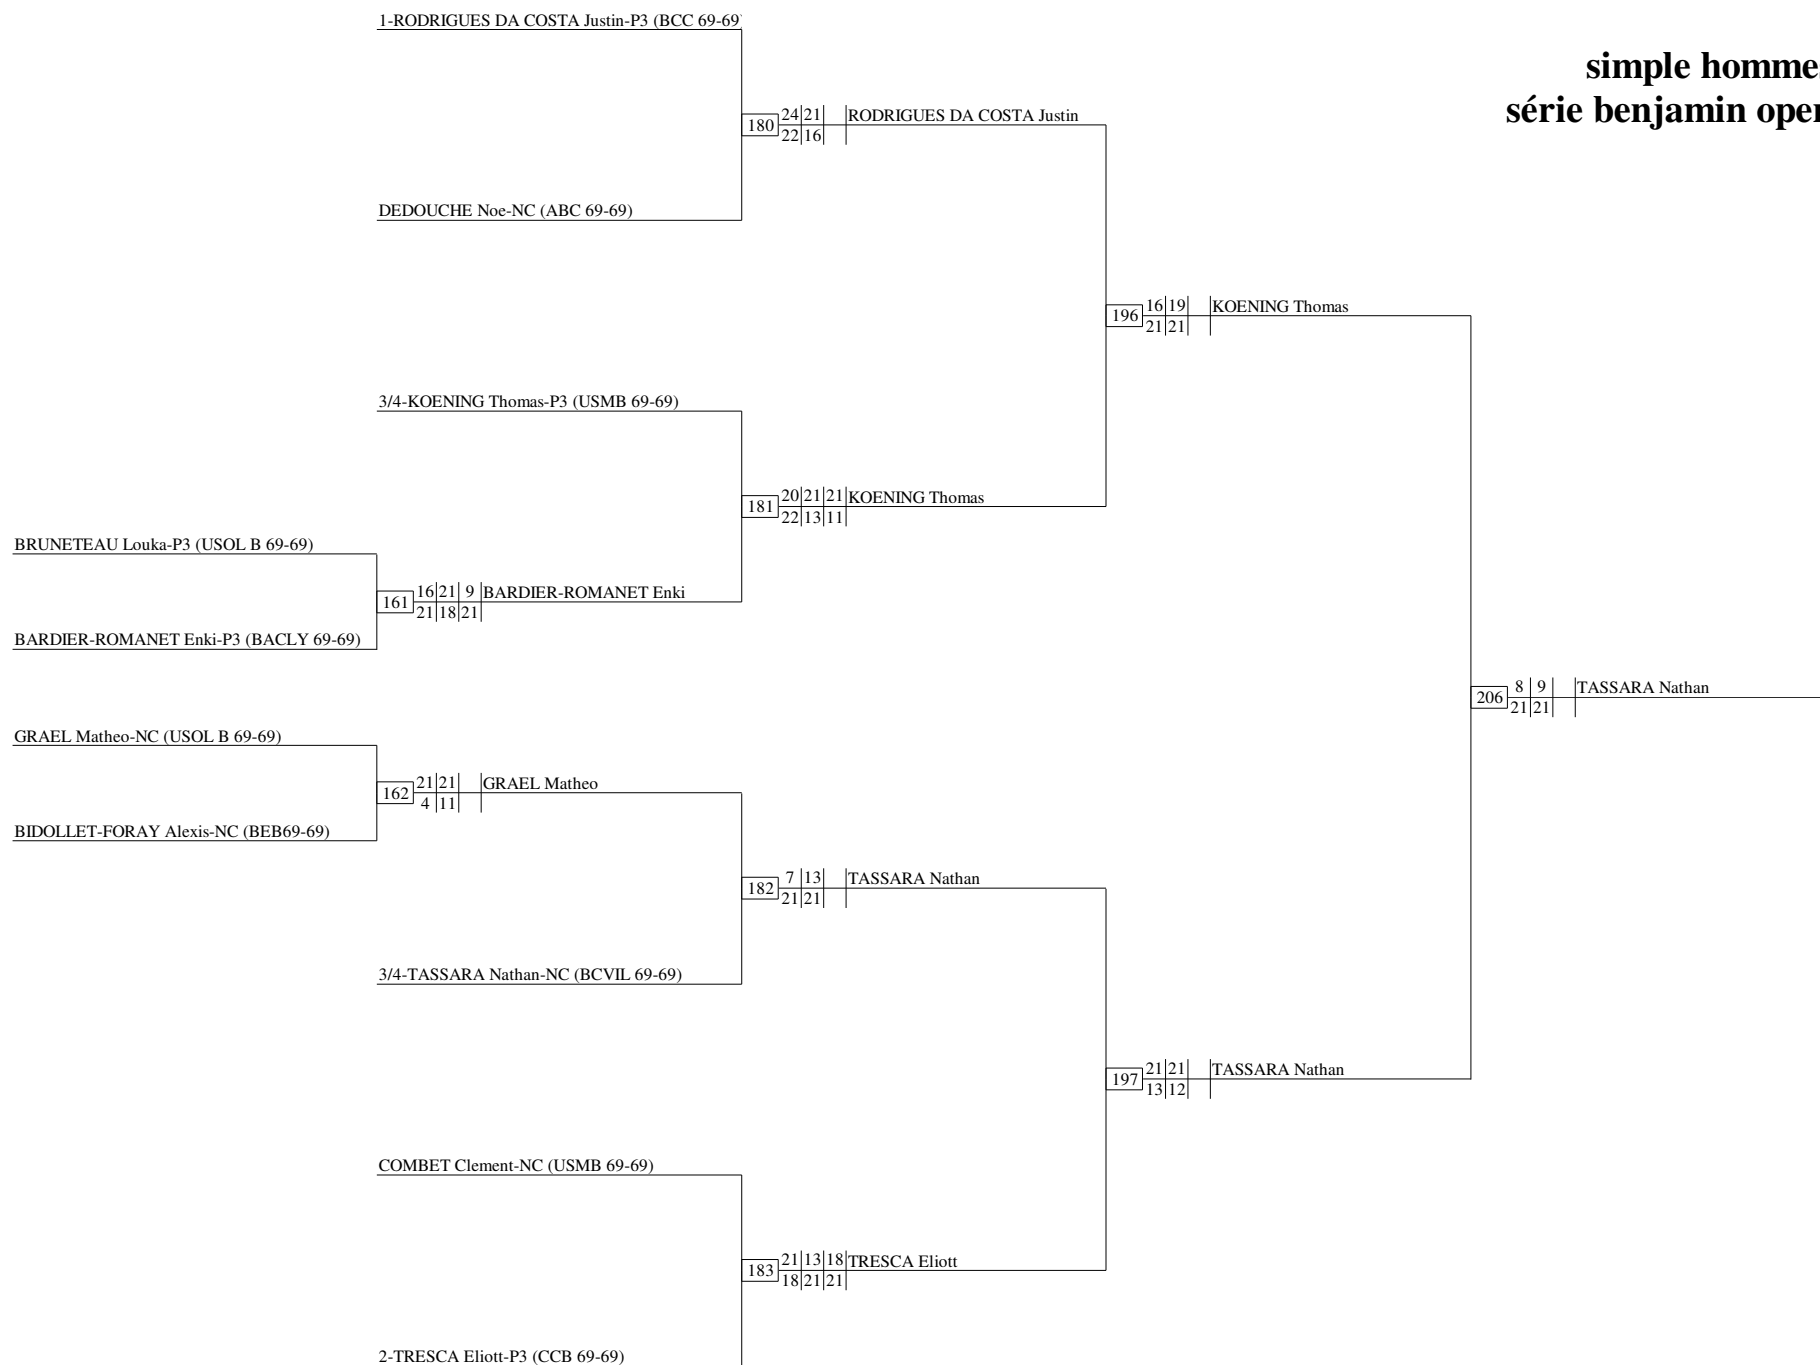 1-RODRIGUES DA COSTA Justin-P3 (BCC 69-69
simple homme
série benjamin ope
180 24 21 RODRIGUES DA COSTA Justin
22 16
DEDOUCHE Noe-NC (ABC 69-69)
196 16 19 KOENING Thomas
21 21
3/4-KOENING Thomas-P3 (USMB 69-69)
181 20 21 21 KOENING Thomas
22 13 11
BRUNETEAU Louka-P3 (USOL B 69-69)
161 16 21 9 BARDIER-ROMANET Enki
21 18 21
BARDIER-ROMANET Enki-P3 (BACLY 69-69)
206 8 9 TASSARA Nathan
21 21
GRAEL Matheo-NC (USOL B 69-69)
162 21 21 GRAEL Matheo
4 11
BIDOLLET-FORAY Alexis-NC (BEB69-69)
182 7 13 TASSARA Nathan
21 21
3/4-TASSARA Nathan-NC (BCVIL 69-69)
197 21 21 TASSARA Nathan
13 12
COMBET Clement-NC (USMB 69-69)
183 21 13 18 TRESCA Eliott
18 21 21
2-TRESCA Eliott-P3 (CCB 69-69)